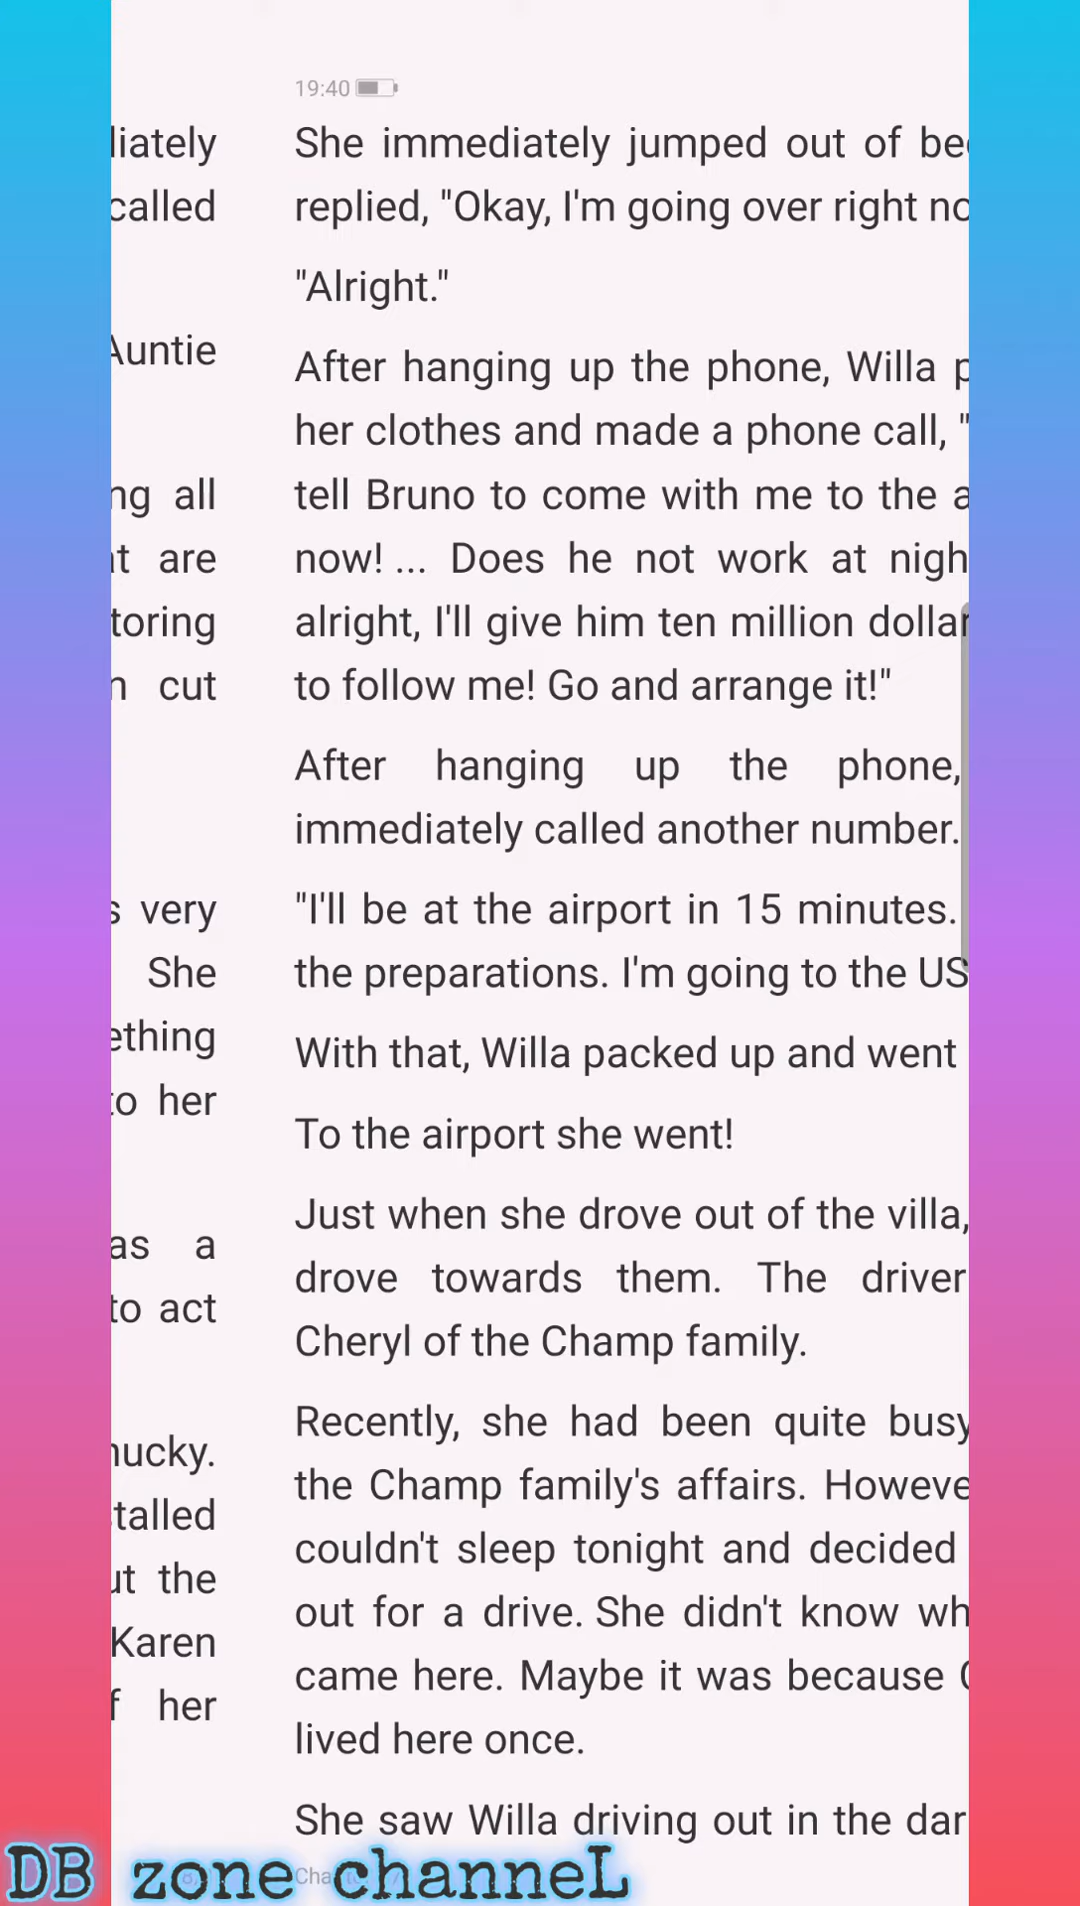 19:40
liately
called
Auntie
ng all
at are
toring
n cut
s very
She
ething
to her
as a
to act
nucky.
stalled
ut the
Karen
f her
She immediately jumped out of bed
replied, "Okay, I'm going over right no
"Alright."
After hanging up the phone, Willa p
her clothes and made a phone call, "
tell Bruno to come with me to the a
now! ... Does he not work at nigh
alright, I'll give him ten million dollar
to follow me! Go and arrange it!"
After hanging up the phone,
immediately called another number.
"I'll be at the airport in 15 minutes.
the preparations. I'm going to the US
With that, Willa packed up and went
To the airport she went!
Just when she drove out of the villa,
drove towards them. The driver
Cheryl of the Champ family.
Recently, she had been quite busy
the Champ family's affairs. Howeve
couldn't sleep tonight and decided
out for a drive. She didn't know wh
came here. Maybe it was because
lived here once.
She saw Willa driving out in the dar
DB zone channeL